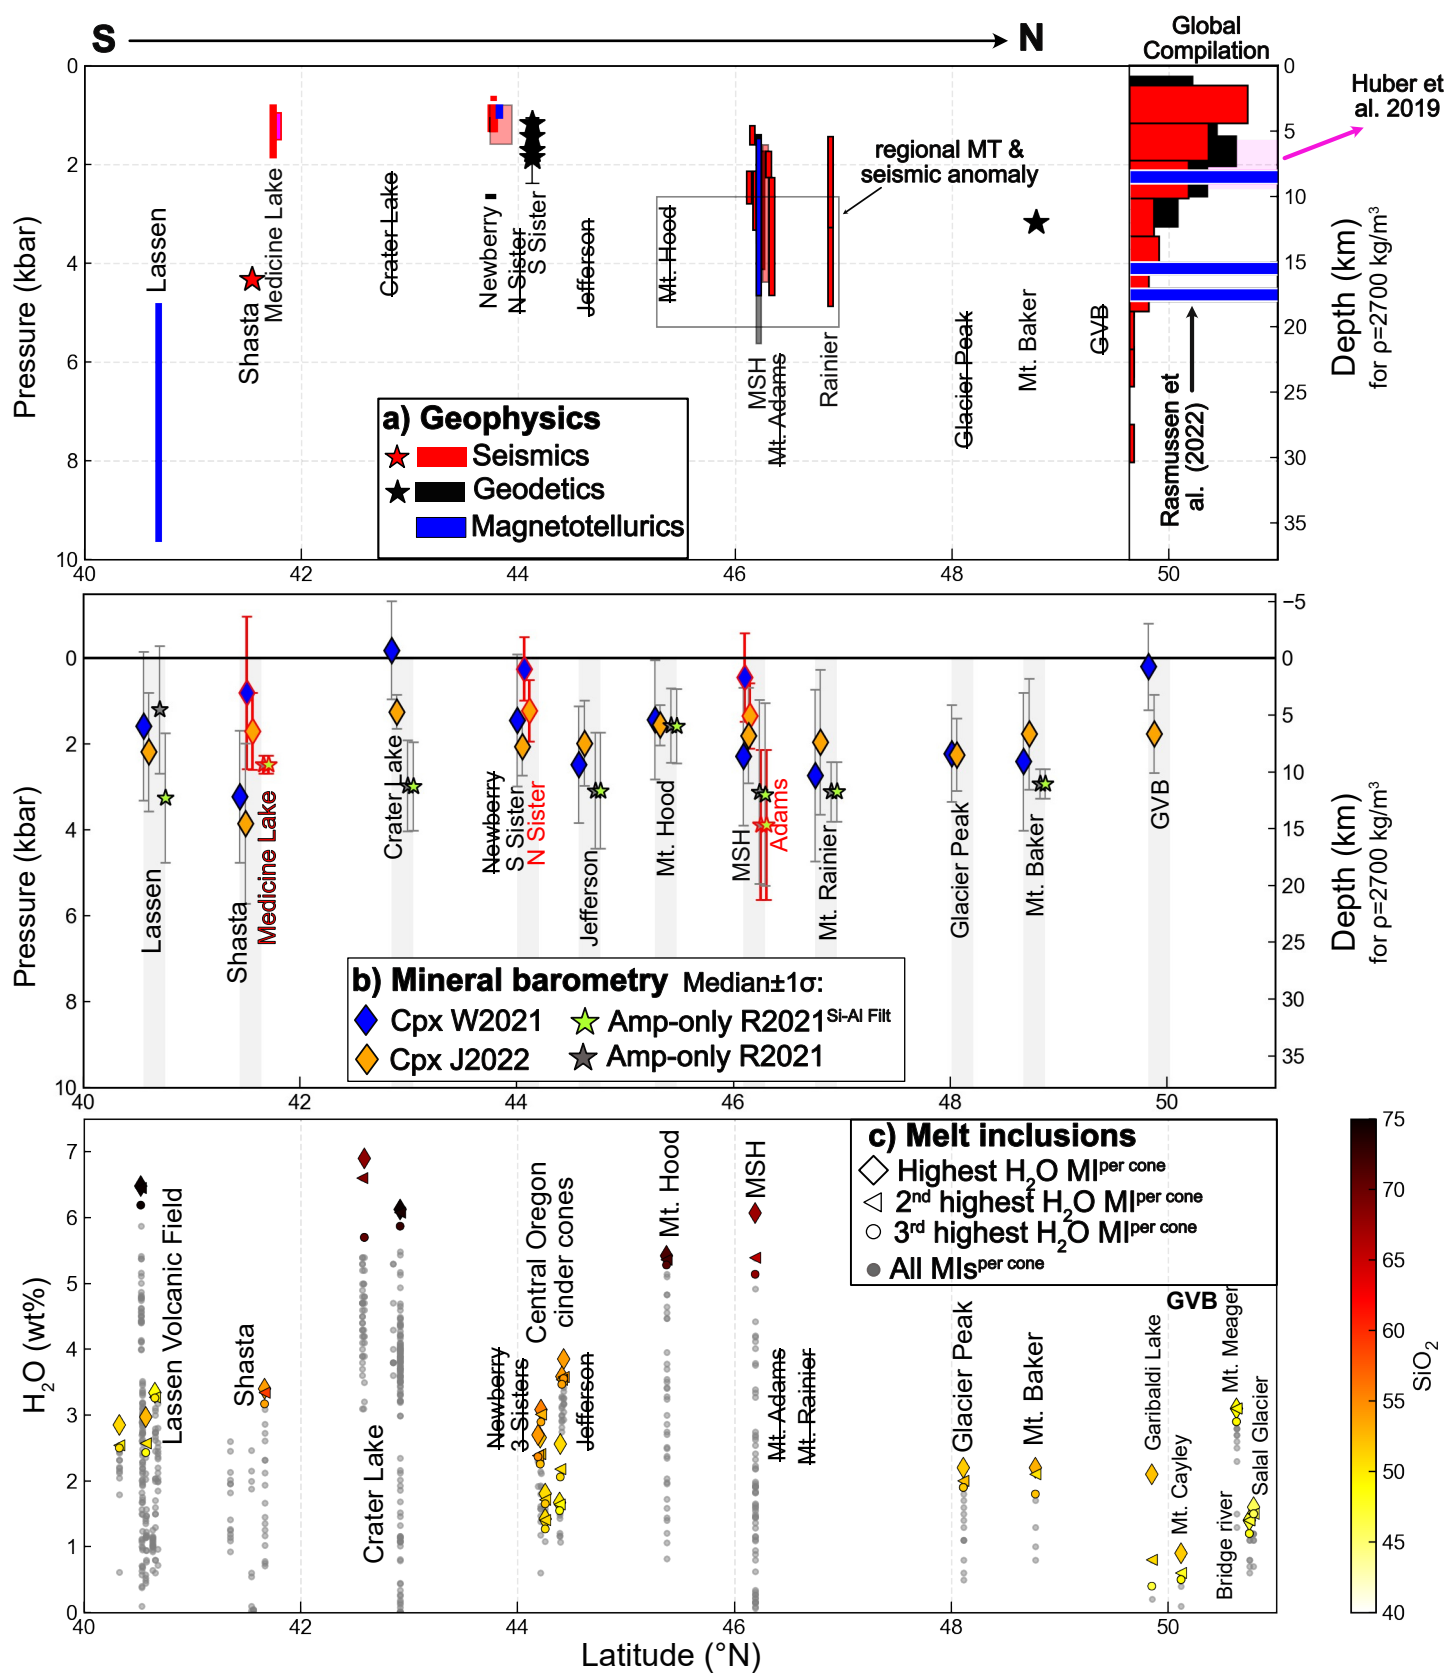 S
N
Global
Compilation
Huber et
al. 2019
regional MT &
seismic anomaly
Rasmussen et
al. (2022)
Pressure (kbar)
0
2
4
6
8
10
Depth (km)
for ρ=2700 kg/m³
0
5
10
15
20
25
30
35
Lassen
Shasta
Medicine Lake
Crater Lake
Newberry
N Sister
S Sister
Jefferson
Mt. Hood
MSH
Mt. Adams
Rainier
Glacier Peak
Mt. Baker
GVB
a) Geophysics
Seismics
Geodetics
Magnetotellurics
40
42
44
46
48
50
Pressure (kbar)
0
2
4
6
8
10
Depth (km)
for ρ=2700 kg/m³
−5
0
5
10
15
20
25
30
35
Lassen
Shasta
Medicine Lake
Crater Lake
Newberry
S Sister
N Sister
Jefferson
Mt. Hood
MSH
Adams
Mt. Rainier
Glacier Peak
Mt. Baker
GVB
b) Mineral barometry Median±1σ:
Cpx W2021
Amp-only R2021 Si-Al Filt
Cpx J2022
Amp-only R2021
40
42
44
46
48
50
c) Melt inclusions
Highest H₂O MI per cone
2nd highest H₂O MI per cone
3rd highest H₂O MI per cone
All MIs per cone
H₂O (wt%)
7
6
5
4
3
2
1
0
Lassen Volcanic Field
Shasta
Crater Lake
Newberry
3 Sisters
Central Oregon
cinder cones
Jefferson
Mt. Hood
MSH
Mt. Adams
Mt. Rainier
Glacier Peak
Mt. Baker
GVB
Garibaldi Lake
Mt. Cayley
Bridge river
Mt. Meager
Salal Glacier
40
42
44
46
48
50
Latitude (°N)
SiO₂
75
70
65
60
55
50
45
40